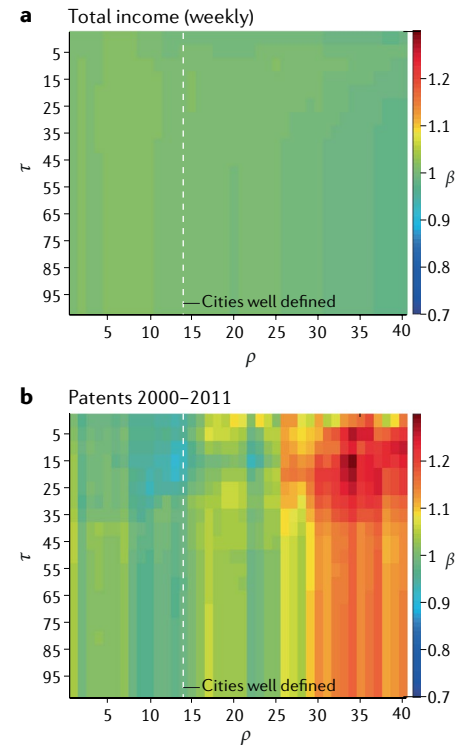 a Total income (weekly)
5
15
25
35
45
55
65
75
85
95
τ
Cities well defined
5 10 15 20 25 30 35 40
ρ
1.2
1.1
1
0.9
0.8
0.7
β
b Patents 2000–2011
5
15
25
35
45
55
65
75
85
95
τ
Cities well defined
5 10 15 20 25 30 35 40
ρ
1.2
1.1
1
0.9
0.8
0.7
β